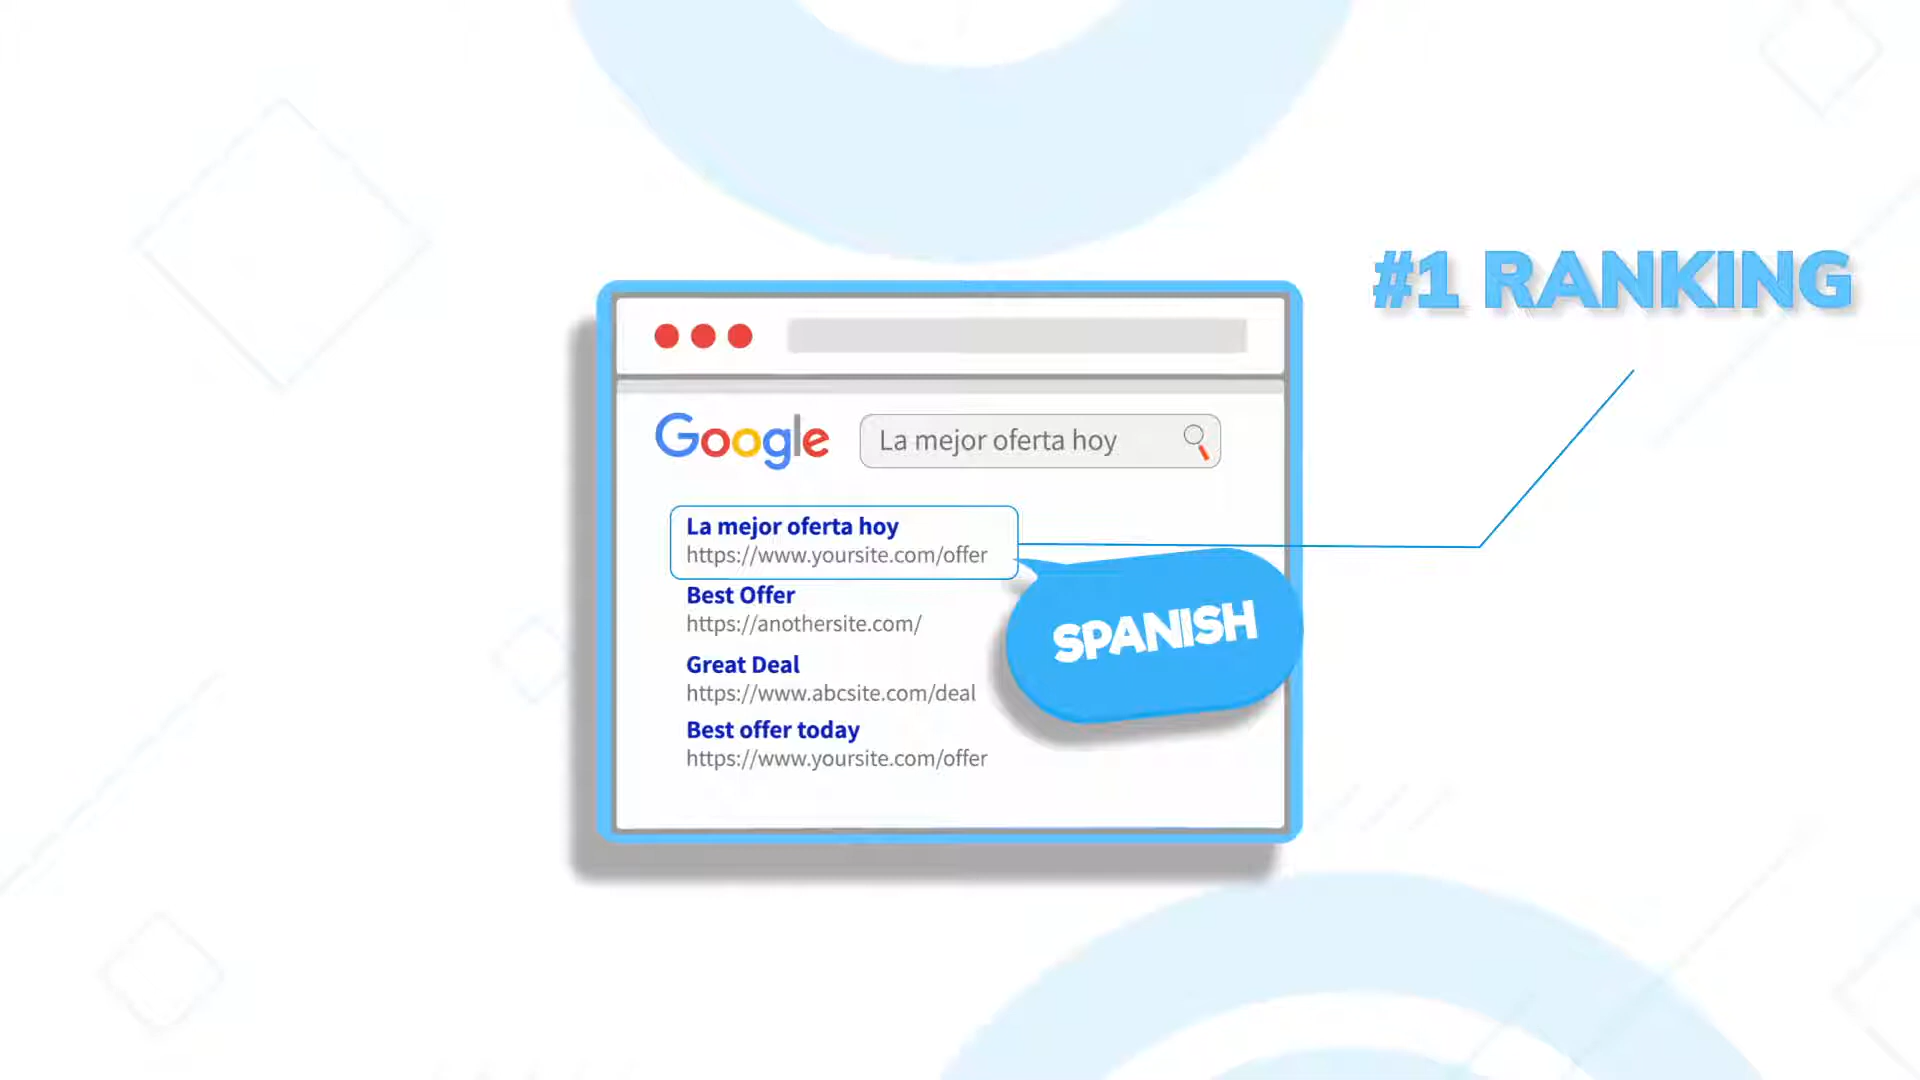 #1 RANKING
Google
La mejor oferta hoy
La mejor oferta hoy
https://www.yoursite.com/offer
Best Offer
https://anothersite.com/
SPANISH
Great Deal
https://www.abcsite.com/deal
Best offer today
https://www.yoursite.com/offer